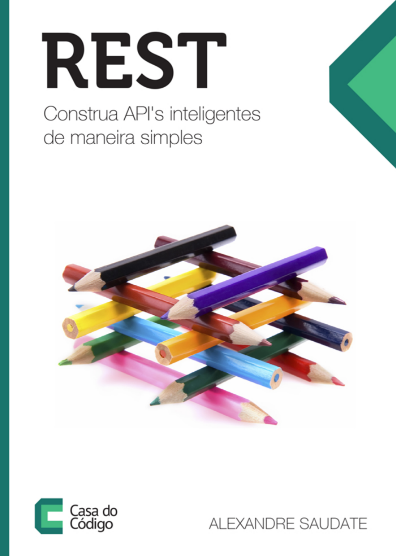 REST
Construa API's inteligentes
de maneira simples
Casa do
Código
ALEXANDRE SAUDATE